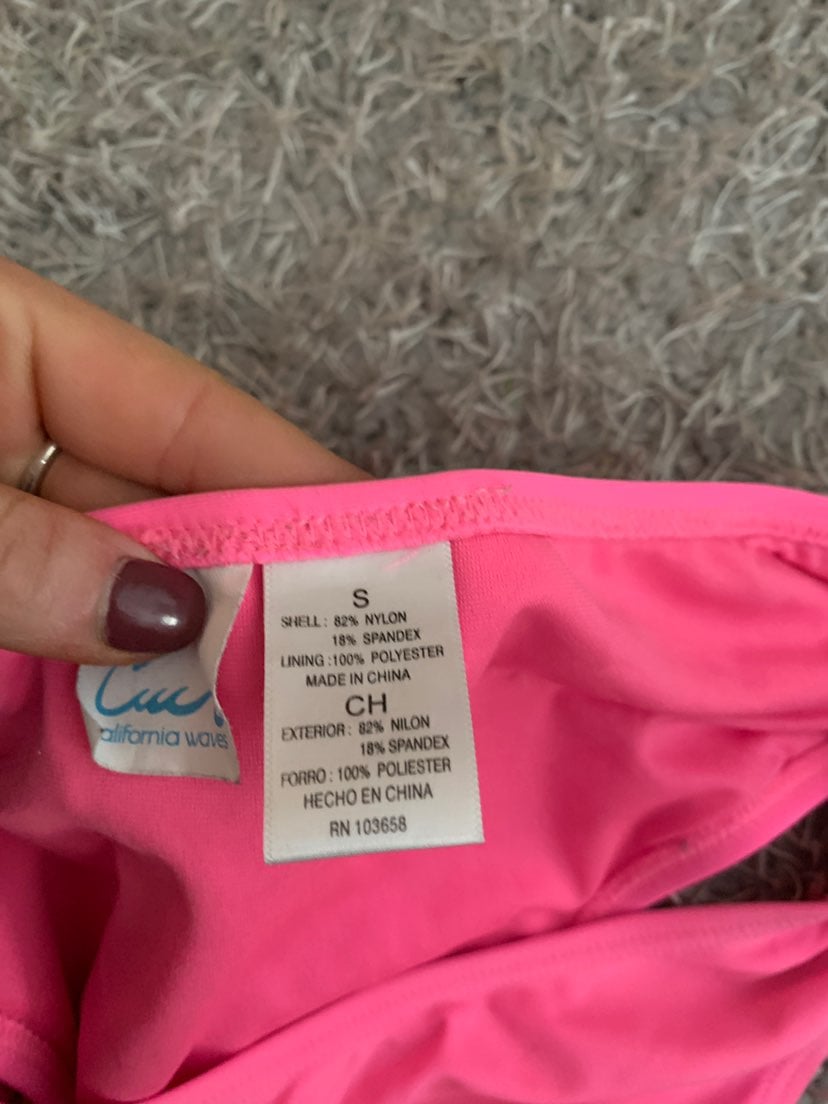 S
SHELL: 82% NYLON
18% SPANDEX
LINING :100% POLYESTER
MADE IN CHINA
CH
EXTERIOR: 82% NILON
18% SPANDEX
FORRO: 100% POLIESTER
HECHO EN CHINA
RN 103658
alifornia waves